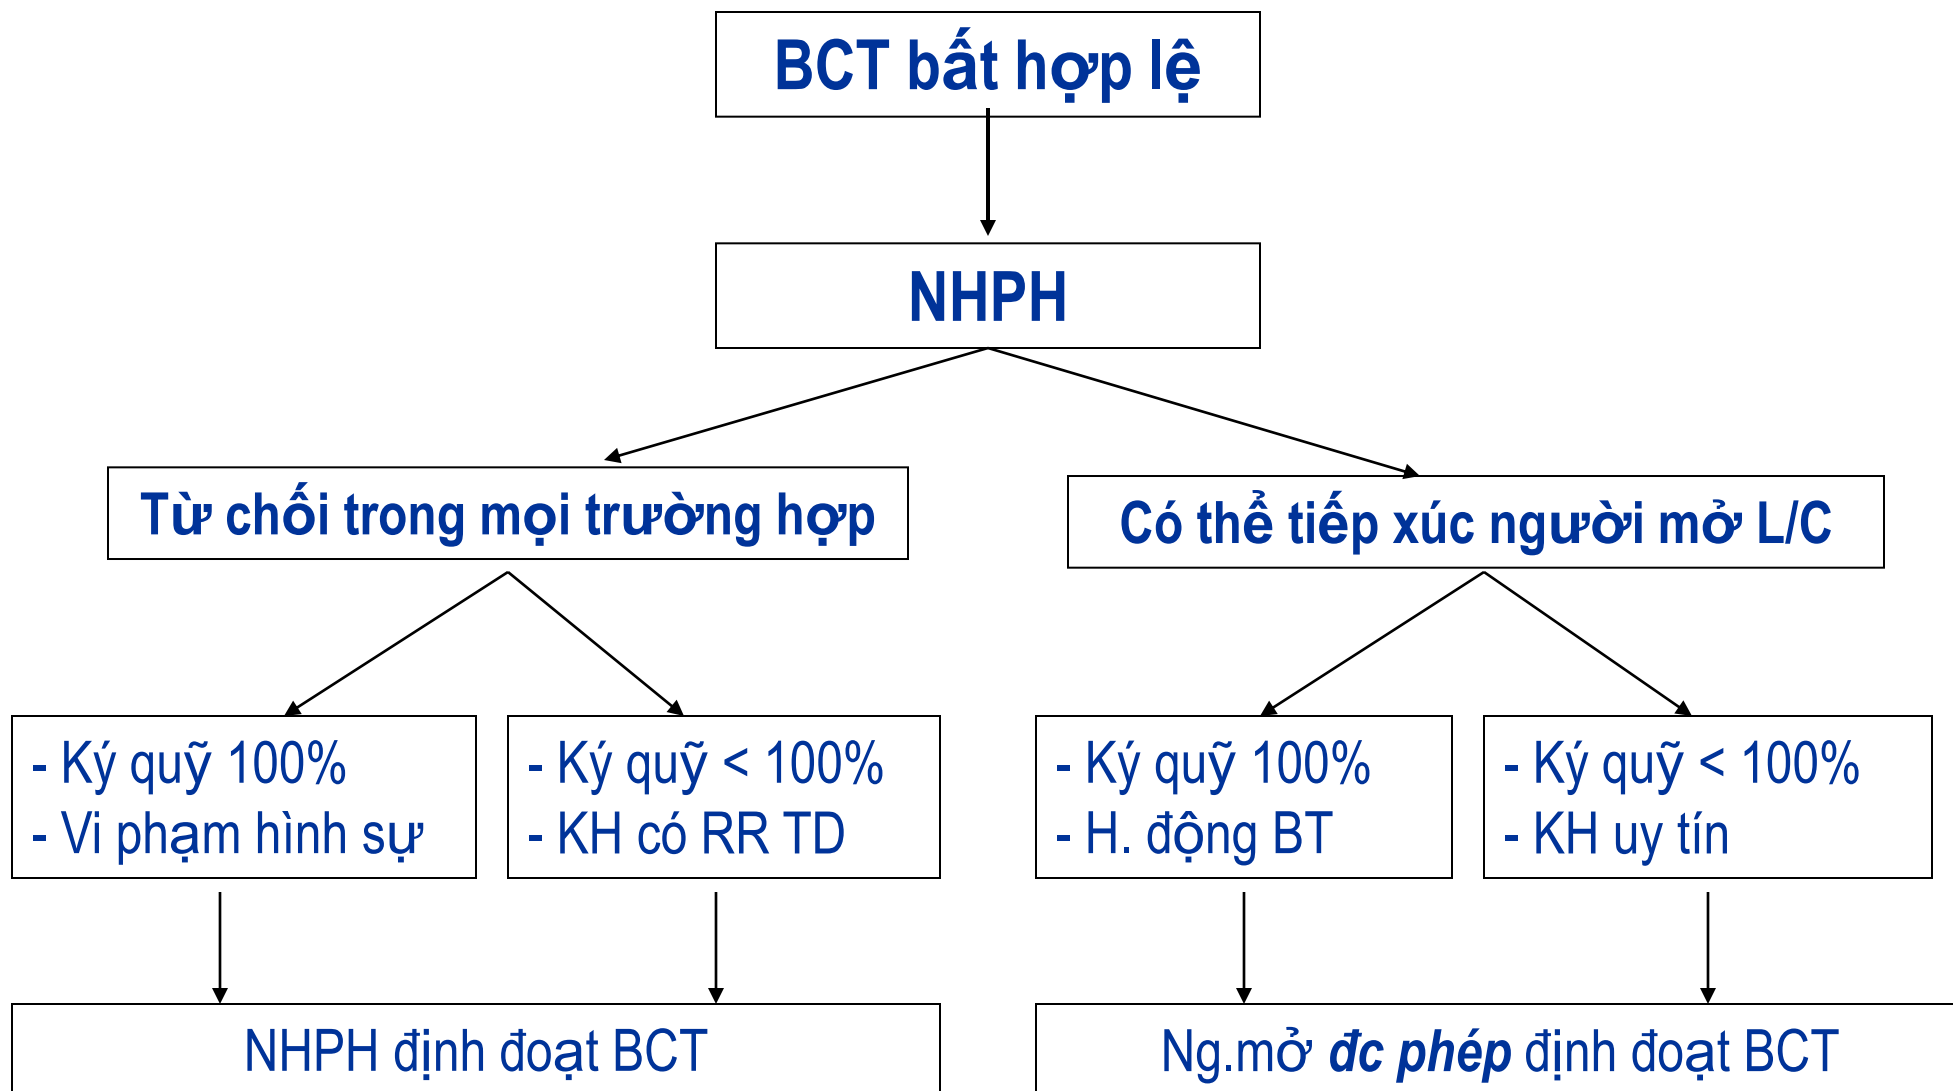 BCT bất hợp lệ
NHPH
Từ chối trong mọi trường hợp
Có thể tiếp xúc người mở L/C
- Ký quỹ 100%
- Vi phạm hình sự
- Ký quỹ < 100%
- KH có RR TD
- Ký quỹ 100%
- H. động BT
- Ký quỹ < 100%
- KH uy tín
NHPH định đoạt BCT
Ng.mở đc phép định đoạt BCT